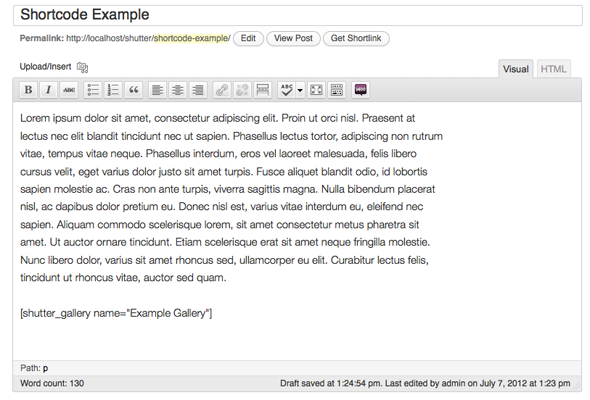 Shortcode Example
Permalink: http://localhost/shutter/shortcode-example/ Edit View Post Get Shortlink
Upload/Insert
Visual HTML
B I ABC ABC
Lorem ipsum dolor sit amet, consectetur adipiscing elit. Proin ut orci nisl. Praesent at
lectus nec elit blandit tincidunt nec ut sapien. Phasellus lectus tortor, adipiscing non rutrum
vitae, tempus vitae neque. Phasellus interdum, eros vel laoreet malesuada, felis libero
cursus velit, eget varius dolor justo sit amet turpis. Fusce aliquet blandit odio, id lobortis
sapien molestie ac. Cras non ante turpis, viverra sagittis magna. Nulla bibendum placerat
nisl, ac dapibus dolor pretium eu. Donec nisl est, varius vitae interdum eu, eleifend nec
sapien. Aliquam commodo scelerisque lorem, sit amet consectetur metus pharetra sit
amet. Ut auctor ornare tincidunt. Etiam scelerisque erat sit amet neque fringilla molestie.
Nunc libero dolor, varius sit amet rhoncus sed, ullamcorper eu elit. Curabitur lectus felis,
tincidunt ut rhoncus vitae, auctor sed quam.
[shutter_gallery name="Example Gallery"]
Path: p
Word count: 130 Draft saved at 1:24:54 pm. Last edited by admin on July 7, 2012 at 1:23 pm